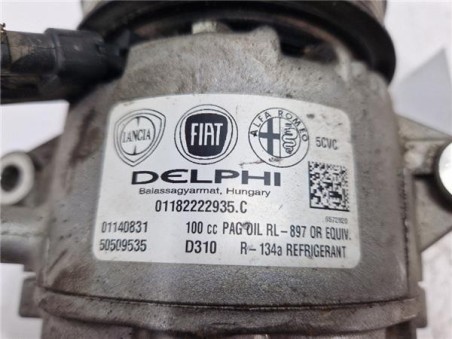 LANCIA FIAT ALFA ROMEO 5CVC
DELPHI
Balassagyarmat, Hungary
01182222935.C
01140831 100 cc PAG OIL RL-897 OR EQUIV.
50509535 D310 R-134a REFRIGERANT